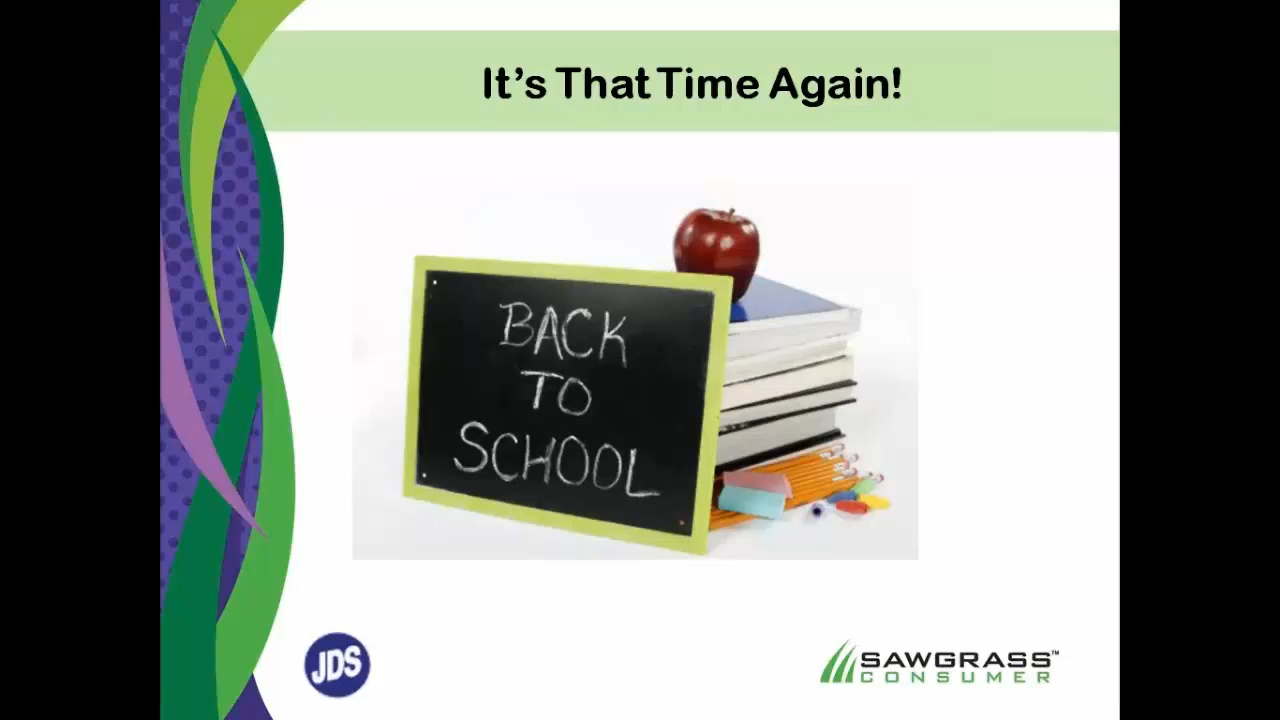 It's That Time Again!
BACK
TO
SCHOOL
JDS
SAWGRASS™
CONSUMER